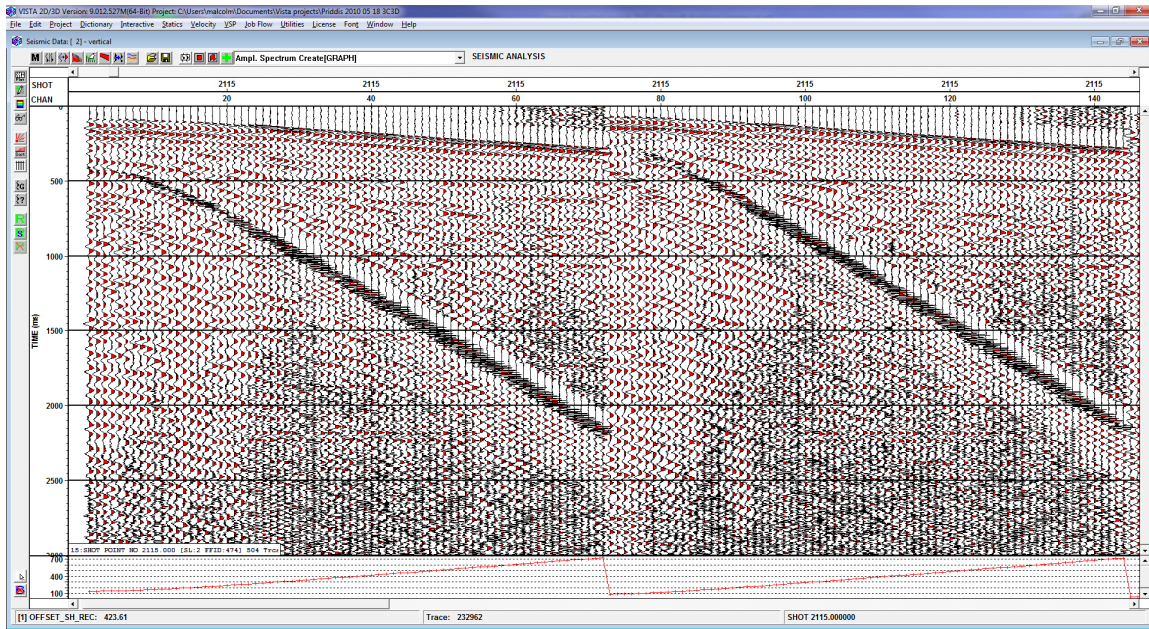 VISTA 2D/3D Version: 9.012.527M(64-Bit) Project: C:\Users\malcolm\Documents\Vista projects\Priddis 2010 05 18 3C3D
File Edit Project Dictionary Interactive Statics Velocity VSP Job Flow Utilities License Font Window Help
Seismic Data: [ 2] - vertical
M Ampl. Spectrum Create[GRAPH] SEISMIC ANALYSIS
SHOT 2115 2115 2115 2115 2115 2115 2115
CHAN 20 40 60 80 100 120 140
0
500
1000
TIME (ms)
1500
2000
2500
15:SHOT POINT NO 2115.000 [SL:2 FFID:474] 504 Trcs
700
400
100
[1] OFFSET_SH_REC: 423.61 Trace: 232962 SHOT 2115.000000